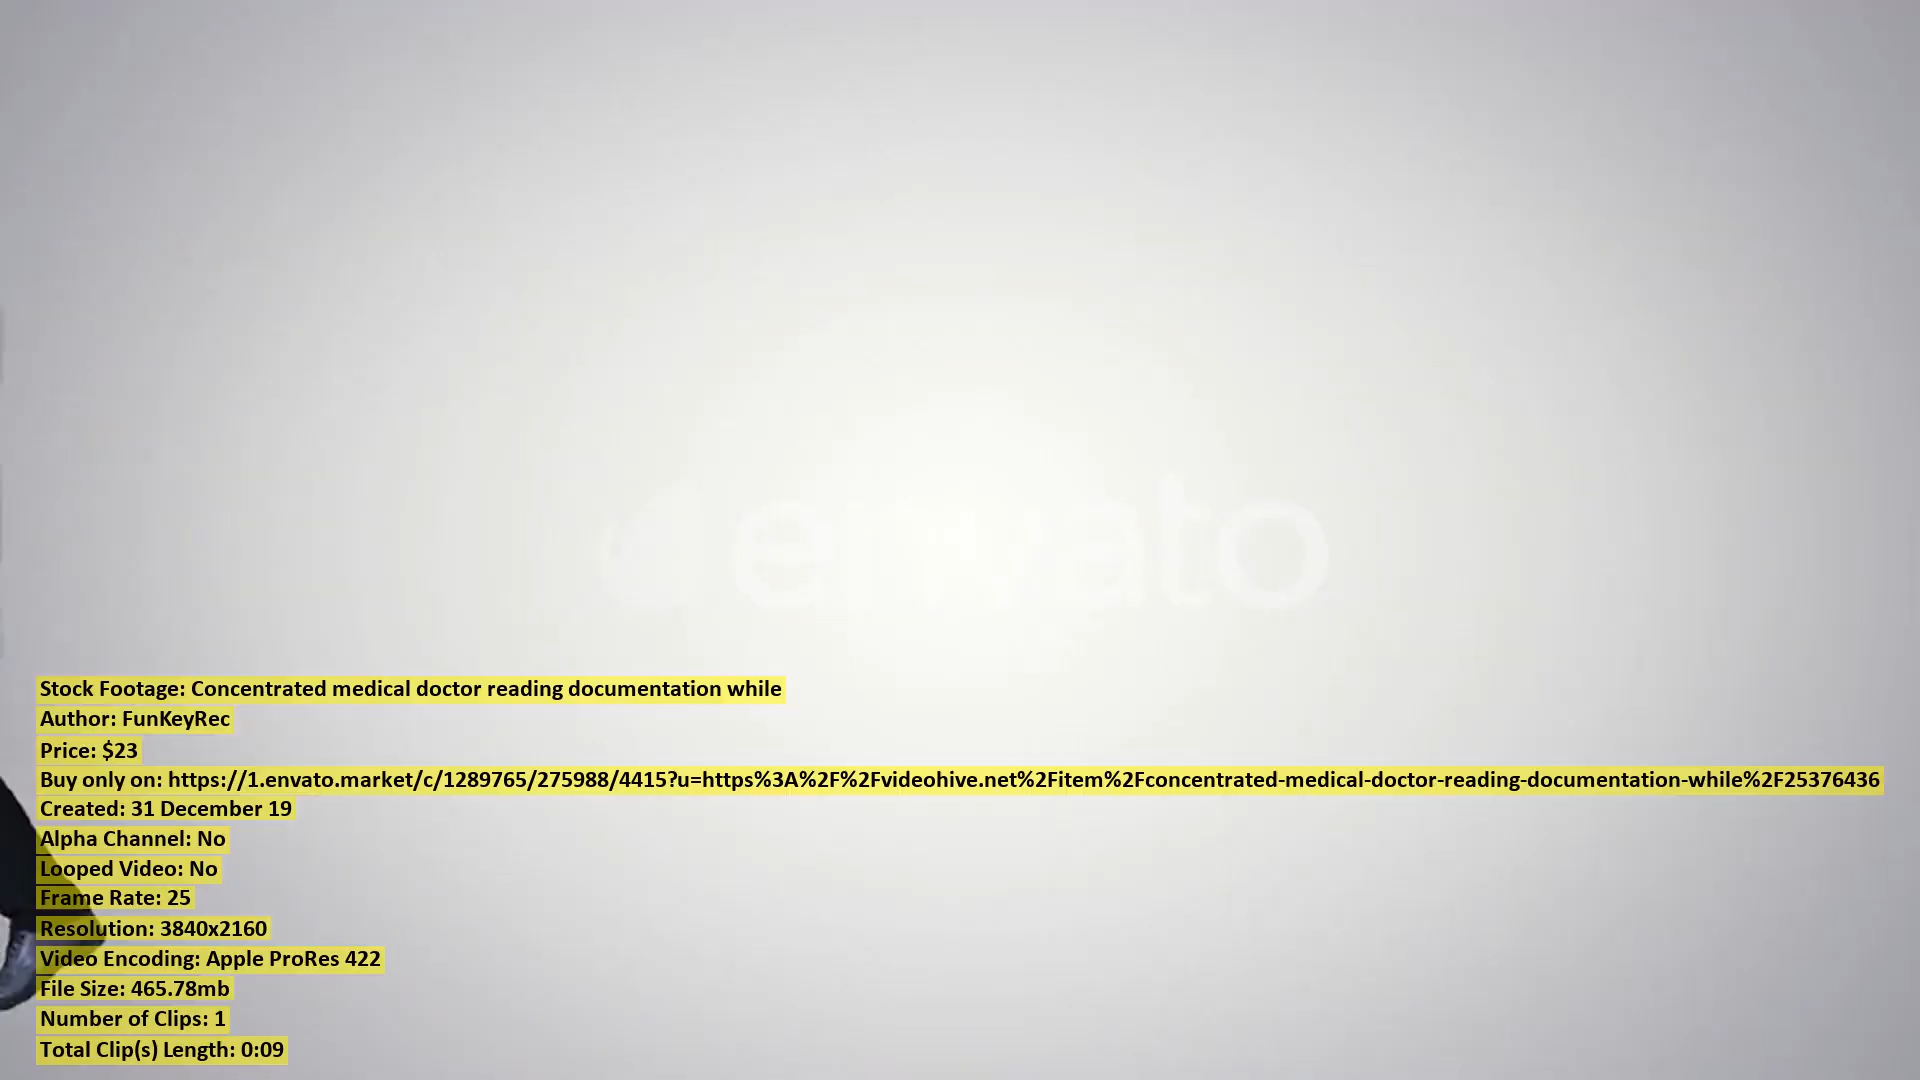 envato
Stock Footage: Concentrated medical doctor reading documentation while
Author: FunKeyRec
Price: $23
Buy only on: https://1.envato.market/c/1289765/275988/4415?u=https%3A%2F%2Fvideohive.net%2Fitem%2Fconcentrated-medical-doctor-reading-documentation-while%2F25376436
Created: 31 December 19
Alpha Channel: No
Looped Video: No
Frame Rate: 25
Resolution: 3840x2160
Video Encoding: Apple ProRes 422
File Size: 465.78mb
Number of Clips: 1
Total Clip(s) Length: 0:09